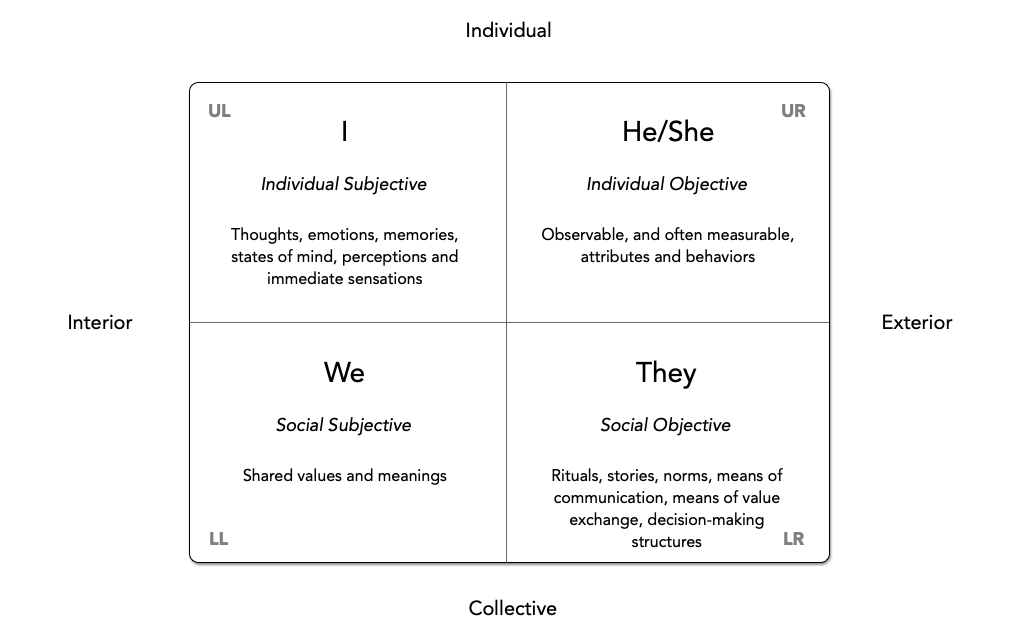 Individual
UL
I
Individual Subjective
Thoughts, emotions, memories,
states of mind, perceptions and
immediate sensations
UR
He/She
Individual Objective
Observable, and often measurable,
attributes and behaviors
Interior
Exterior
We
Social Subjective
Shared values and meanings
LL
They
Social Objective
Rituals, stories, norms, means of
communication, means of value
exchange, decision-making
structures
LR
Collective